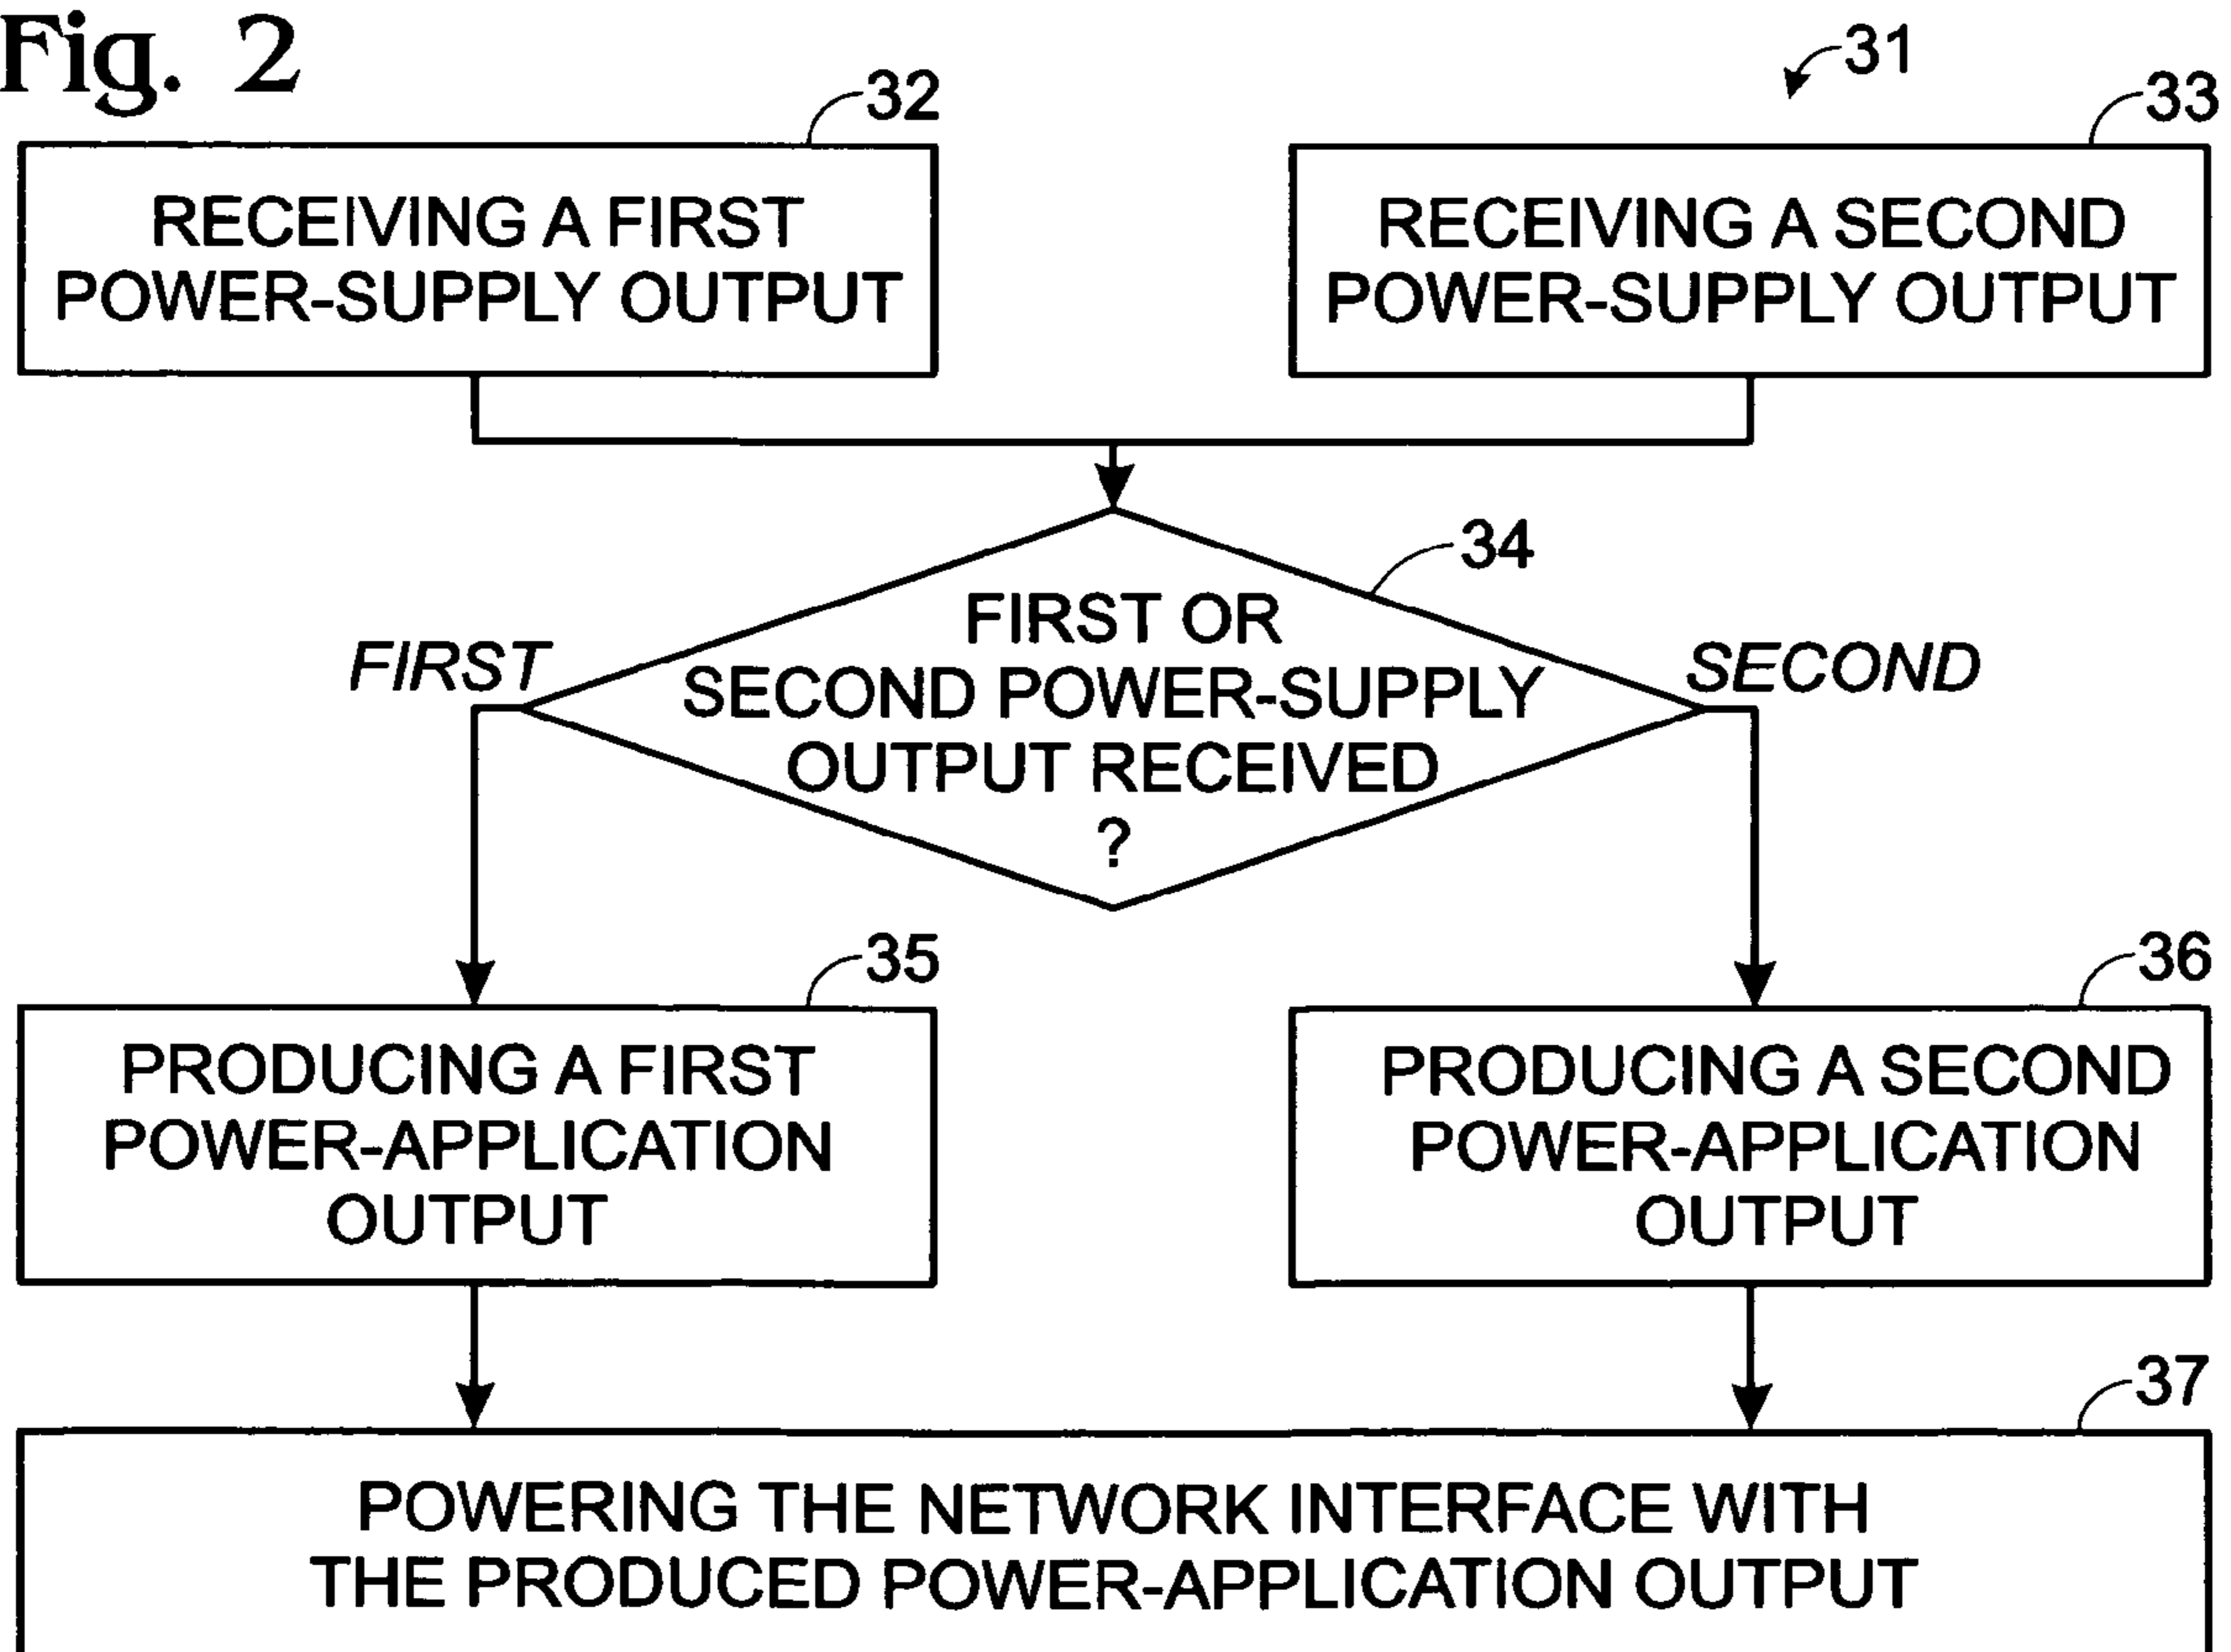 Fig. 2
31
32
33
RECEIVING A FIRST
POWER-SUPPLY OUTPUT
RECEIVING A SECOND
POWER-SUPPLY OUTPUT
34
FIRST OR
SECOND POWER-SUPPLY
OUTPUT RECEIVED
?
FIRST
SECOND
35
36
PRODUCING A FIRST
POWER-APPLICATION
OUTPUT
PRODUCING A SECOND
POWER-APPLICATION
OUTPUT
37
POWERING THE NETWORK INTERFACE WITH
THE PRODUCED POWER-APPLICATION OUTPUT